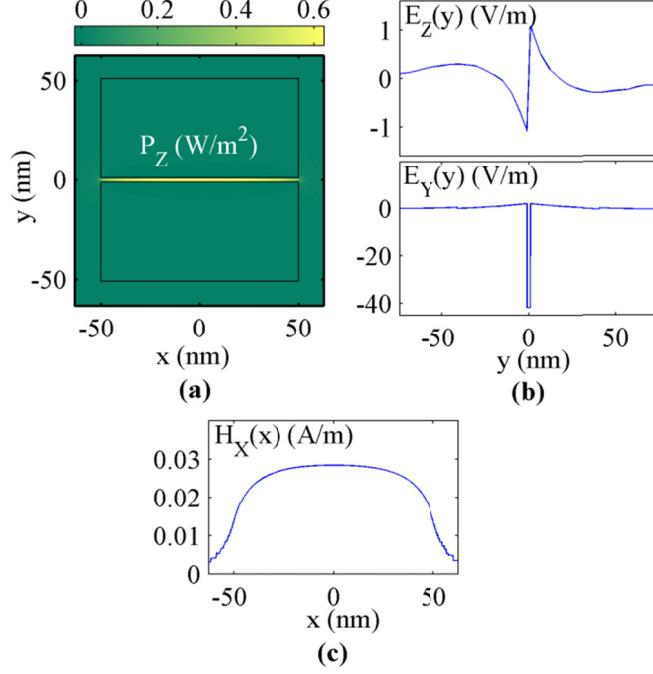 0 0.2 0.4 0.6
P_Z (W/m²)
50
0
-50
y (nm)
-50 0 50
x (nm)
(a)
E_Z(y) (V/m)
1
0
-1
E_Y(y) (V/m)
0
-20
-40
-50 0 50
y (nm)
(b)
H_X(x) (A/m)
0.03
0.02
0.01
0
-50 0 50
x (nm)
(c)